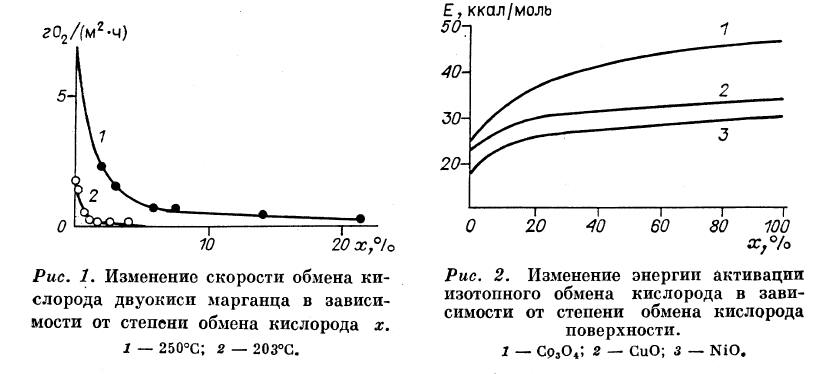 гO₂/(м²·ч)
5
1
2
0
10
20 x,%
Рис. 1. Изменение скорости обмена ки-
слорода двуокиси марганца в зависи-
мости от степени обмена кислорода x.
1 — 250°C; 2 — 203°C.
E, ккал/моль
50
40
30
20
1
2
3
0 20 40 60 80 100
x,%
Рис. 2. Изменение энергии активации
изотопного обмена кислорода в зави-
симости от степени обмена кислорода
поверхности.
1 — Co₃O₄; 2 — CuO; 3 — NiO.